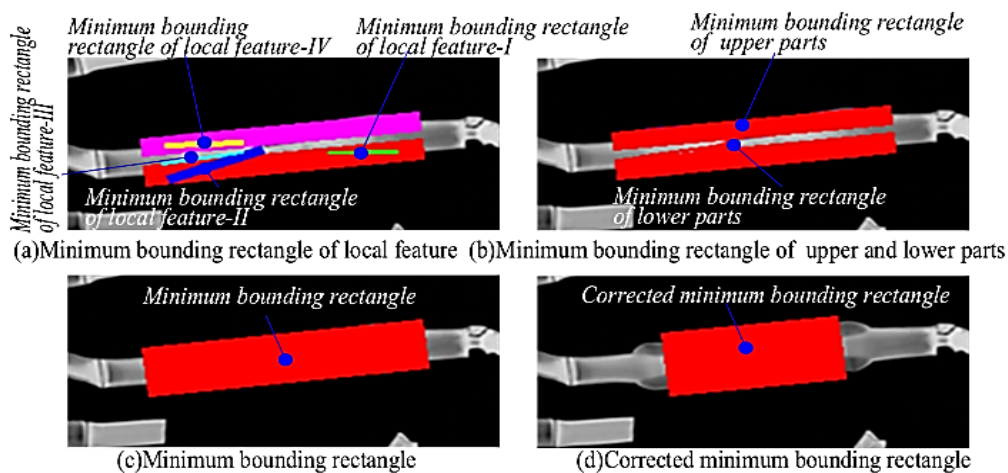 Minimum bounding
rectangle of local feature-IV
Minimum bounding rectangle
of local feature-I
Minimum bounding rectangle
of local feature-III
Minimum bounding rectangle
of local feature-II
Minimum bounding rectangle
of upper parts
Minimum bounding rectangle
of lower parts
(a)Minimum bounding rectangle of local feature
(b)Minimum bounding rectangle of upper and lower parts
Minimum bounding rectangle
Corrected minimum bounding rectangle
(c)Minimum bounding rectangle
(d)Corrected minimum bounding rectangle